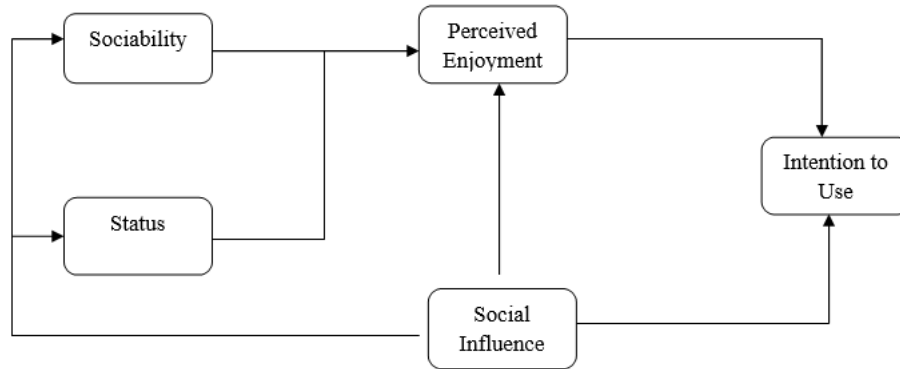 Sociability
Perceived
Enjoyment
Intention to
Use
Status
Social
Influence